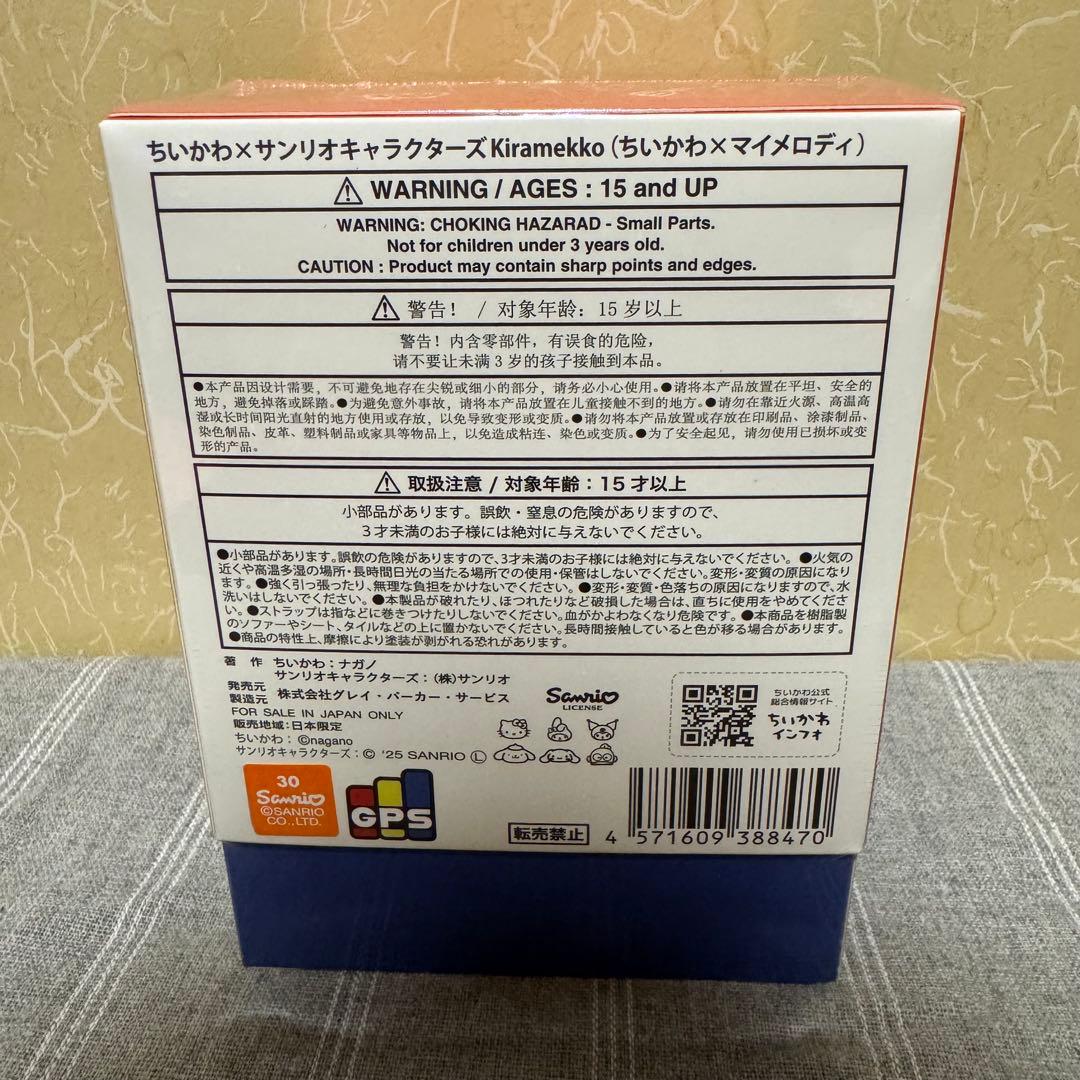 ちいかわ×サンリオキャラクターズKiramekko（ちいかわ×マイメロディ）
WARNING / AGES : 15 and UP
WARNING: CHOKING HAZARAD - Small Parts.
Not for children under 3 years old.
CAUTION : Product may contain sharp points and edges.
警告！ / 对象年龄：15 岁以上
警告！内含零部件，有误食的危险，
请不要让未满 3 岁的孩子接触到本品。
●本产品因设计需要，不可避免地存在尖锐或细小的部分，请务必小心使用。●请将本产品放置在平坦、安全的
地方，避免掉落或踩踏。●为避免意外事故，请将本产品放置在儿童接触不到的地方。●请勿在靠近火源、高温高
湿或长时间阳光直射的地方使用或存放，以免导致变形或变质。●请勿将本产品放置或存放在印刷品、涂漆制品、
染色制品、皮革、塑料制品或家具等物品上，以免造成粘连、染色或变质。●为了安全起见，请勿使用已损坏或变
形的产品。
取扱注意 / 対象年齢：15才以上
小部品があります。誤飲・窒息の危険がありますので、
3才未満のお子様には絶対に与えないでください。
●小部品があります。誤飲の危険がありますので、3才未満のお子様には絶対に与えないでください。●火気の
近くや高温多湿の場所・長時間日光の当たる場所での使用・保管はしないでください。変形・変質の原因になり
ます。●強く引っ張ったり、無理な負担をかけないでください。●変形・変質・色落ちの原因になりますので、水
洗いはしないでください。●本製品が破れたり、ほつれたりなど破損した場合は、直ちに使用をやめてくださ
い。●ストラップは指などに巻きつけたりしないでください。血がかよわなくなり危険です。●本商品を樹脂製
のソファーやシート、タイルなどの上に置かないでください。長時間接触していると色が移る場合があります。
●商品の特性上、摩擦により塗装が剥がれる恐れがあります。
著 作 ちいかわ：ナガノ
サンリオキャラクターズ：（株）サンリオ
発売元
製造元 株式会社グレイ・パーカー・サービス
FOR SALE IN JAPAN ONLY
販売地域：日本限定
ちいかわ：©nagano
サンリオキャラクターズ：© '25 SANRIO Ⓛ
Sanrio
LICENSE
ちいかわ公式
総合情報サイト
ちいかわ
インフォ
30
Sanrio
©SANRIO
CO.,LTD.
GPS
転売禁止
4 571609 388470